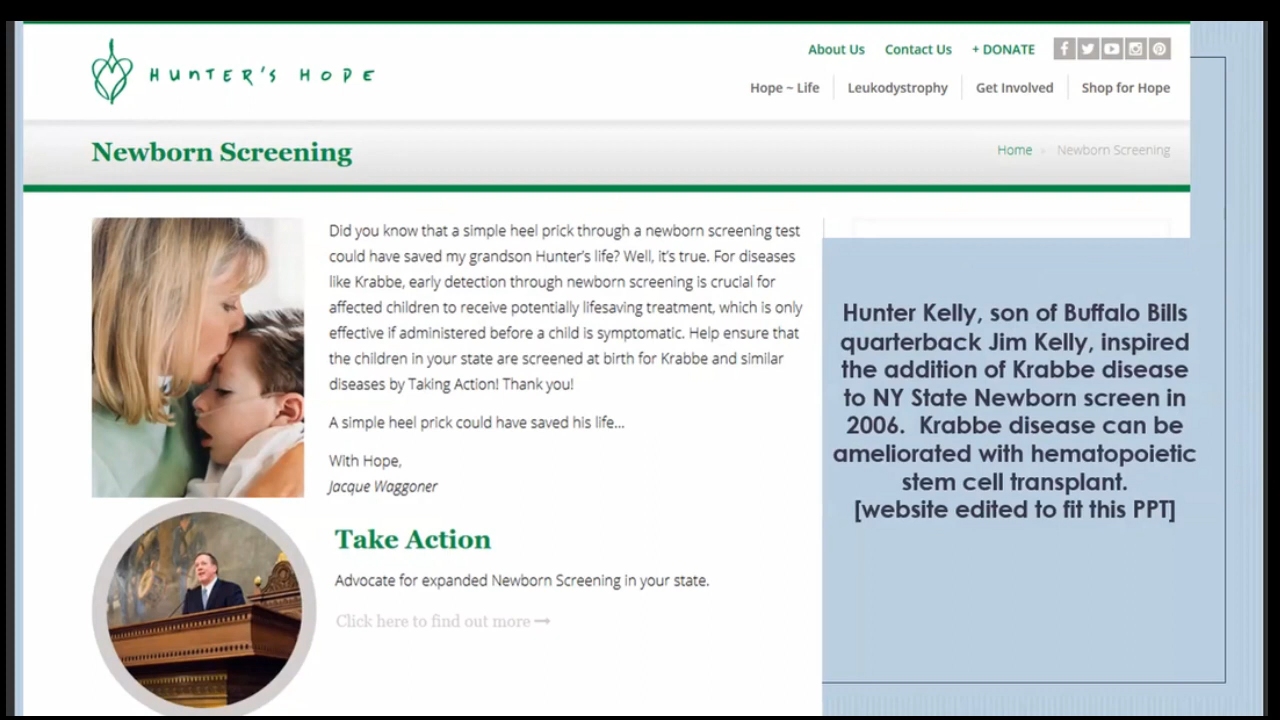 HUNTER'S HOPE
About Us Contact Us + DONATE
Hope ~ Life Leukodystrophy Get Involved Shop for Hope
Newborn Screening
Home › Newborn Screening
Did you know that a simple heel prick through a newborn screening test
could have saved my grandson Hunter's life? Well, it's true. For diseases
like Krabbe, early detection through newborn screening is crucial for
affected children to receive potentially lifesaving treatment, which is only
effective if administered before a child is symptomatic. Help ensure that
the children in your state are screened at birth for Krabbe and similar
diseases by Taking Action! Thank you!
A simple heel prick could have saved his life...
With Hope,
Jacque Waggoner
Take Action
Advocate for expanded Newborn Screening in your state.
Click here to find out more →
Hunter Kelly, son of Buffalo Bills
quarterback Jim Kelly, inspired
the addition of Krabbe disease
to NY State Newborn screen in
2006. Krabbe disease can be
ameliorated with hematopoietic
stem cell transplant.
[website edited to fit this PPT]